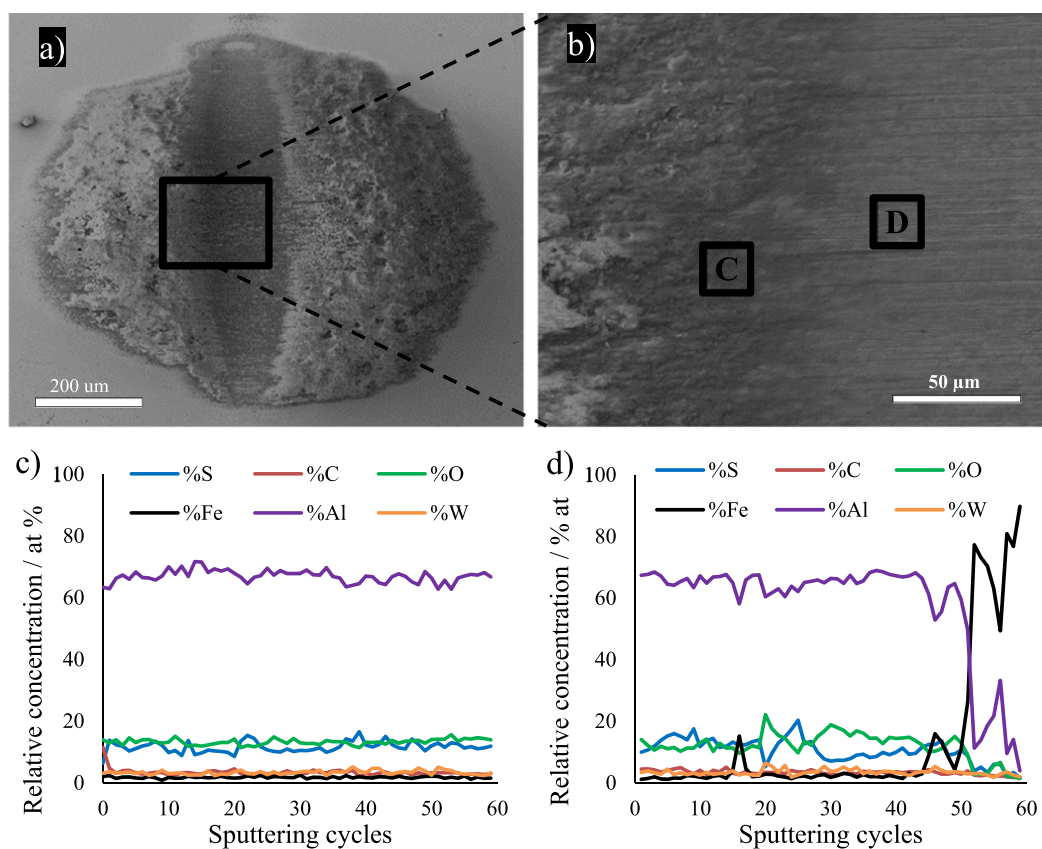 a)
200 um
b)
C
D
50 µm
c)
%S %C %O
%Fe %Al %W
Relative concentration / at %
100
80
60
40
20
0
0 10 20 30 40 50 60
Sputtering cycles
d)
%S %C %O
%Fe %Al %W
Relative concentration / % at
100
80
60
40
20
0
0 10 20 30 40 50 60
Sputtering cycles